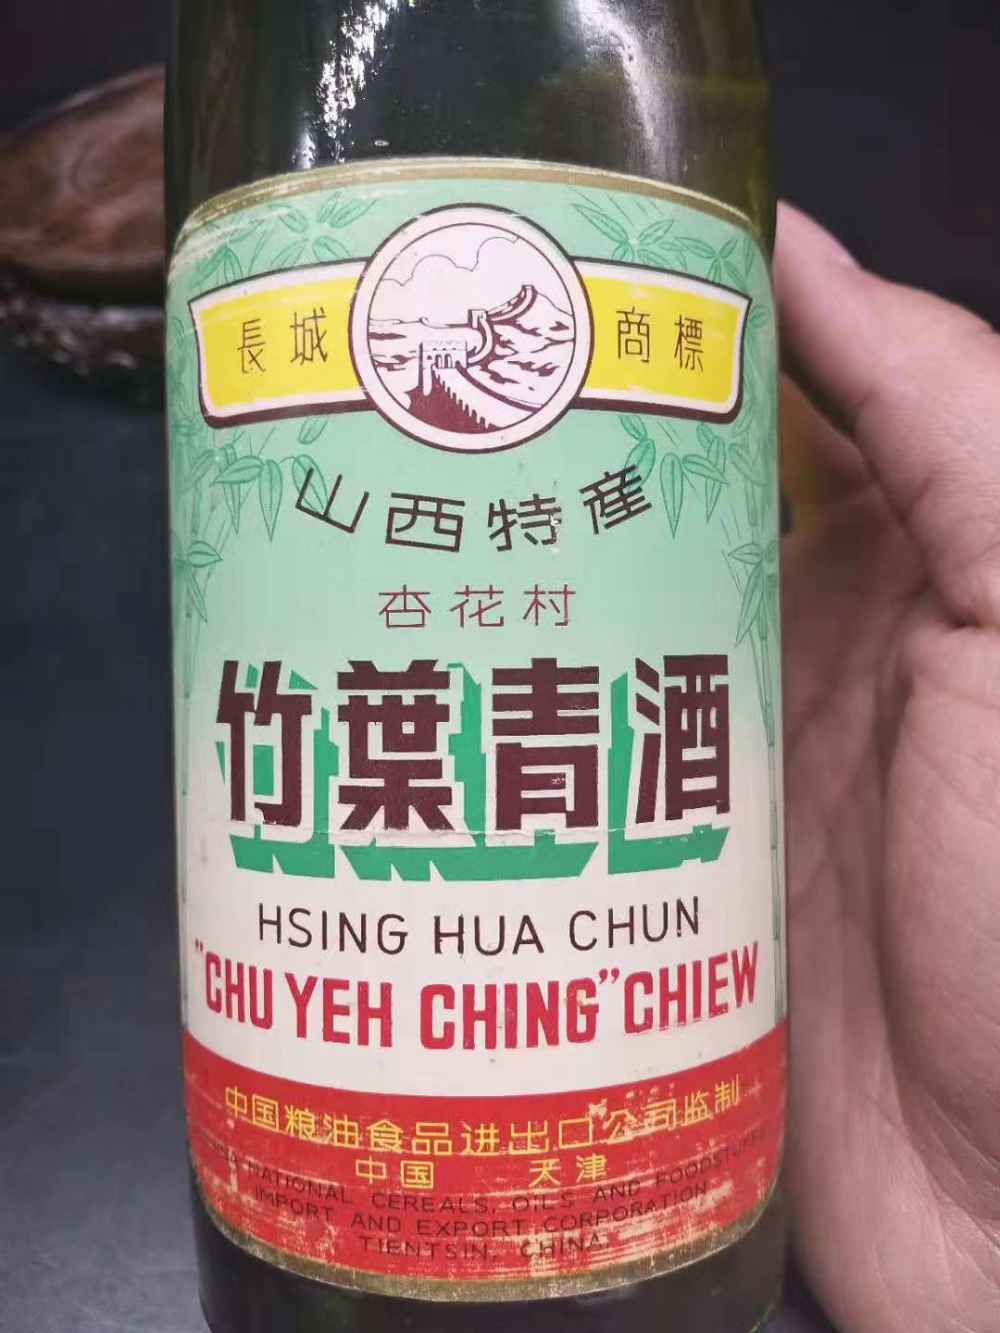 長城 商標
山西特産
杏花村
竹葉青酒
HSING HUA CHUN
"CHU YEH CHING" CHIEW
中国粮油食品进出口公司监制
中国 天津
NATIONAL CEREALS, OILS AND FOODSTUFFS
IMPORT AND EXPORT CORPORATION
TIENTSIN, CHINA.